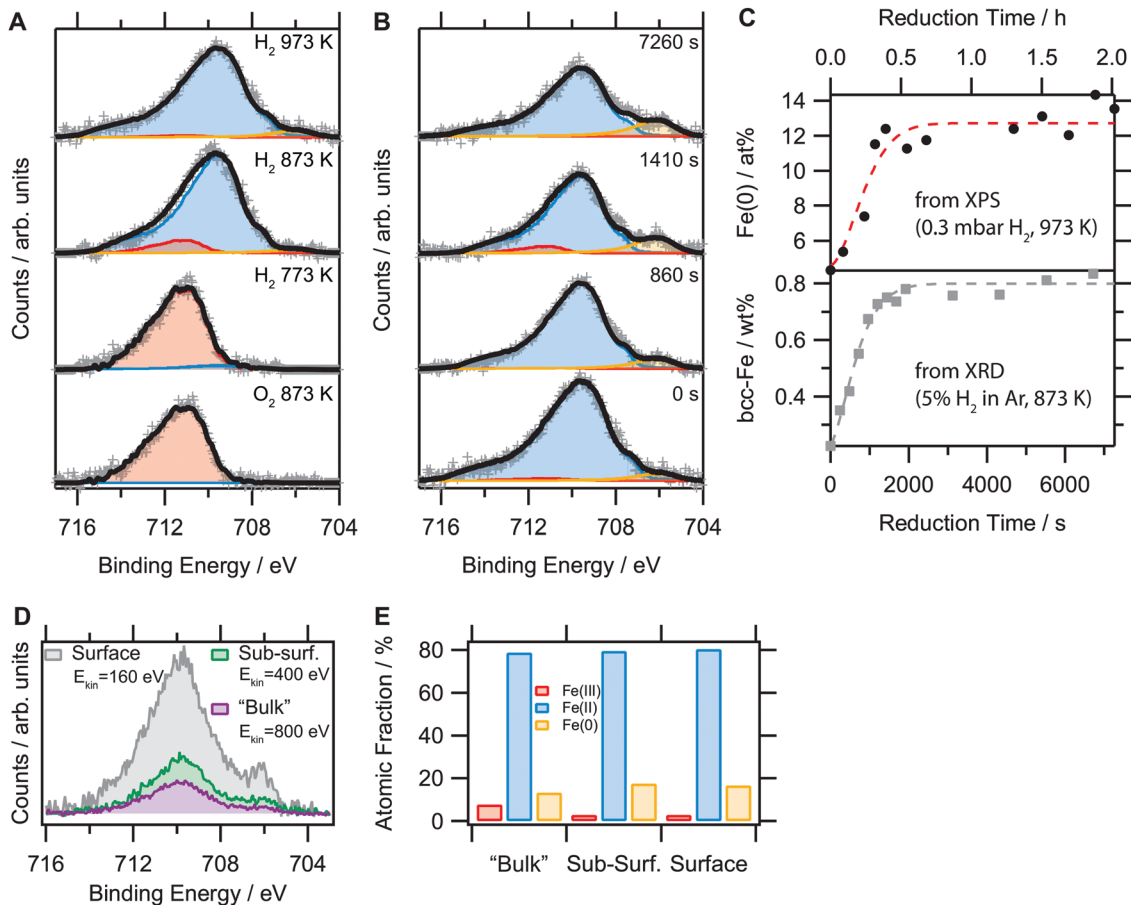 A
H2 973 K
H2 873 K
H2 773 K
O2 873 K
Counts / arb. units
716
712
708
704
Binding Energy / eV
B
7260 s
1410 s
860 s
0 s
Counts / arb. units
716
712
708
704
Binding Energy / eV
C
Reduction Time / h
0.0
0.5
1.0
1.5
2.0
14
12
10
8
6
Fe(0) / at%
from XPS
(0.3 mbar H2, 973 K)
0.8
0.6
0.4
bcc-Fe / wt%
from XRD
(5% H2 in Ar, 873 K)
0
2000
4000
6000
Reduction Time / s
D
Counts / arb. units
Surface
Ekin=160 eV
Sub-surf.
Ekin=400 eV
“Bulk”
Ekin=800 eV
716
712
708
704
Binding Energy / eV
E
Atomic Fraction / %
80
60
40
20
0
Fe(III)
Fe(II)
Fe(0)
“Bulk”
Sub-Surf.
Surface